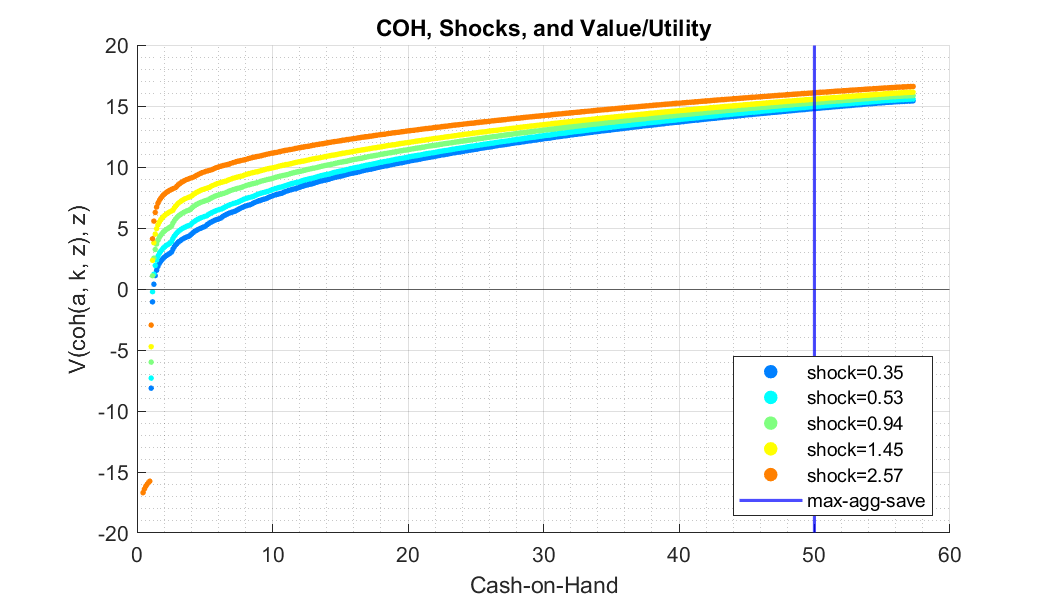 COH, Shocks, and Value/Utility
V(coh(a, k, z), z)
20
15
10
5
0
-5
-10
-15
-20
shock=0.35
shock=0.53
shock=0.94
shock=1.45
shock=2.57
max-agg-save
0 10 20 30 40 50 60
Cash-on-Hand